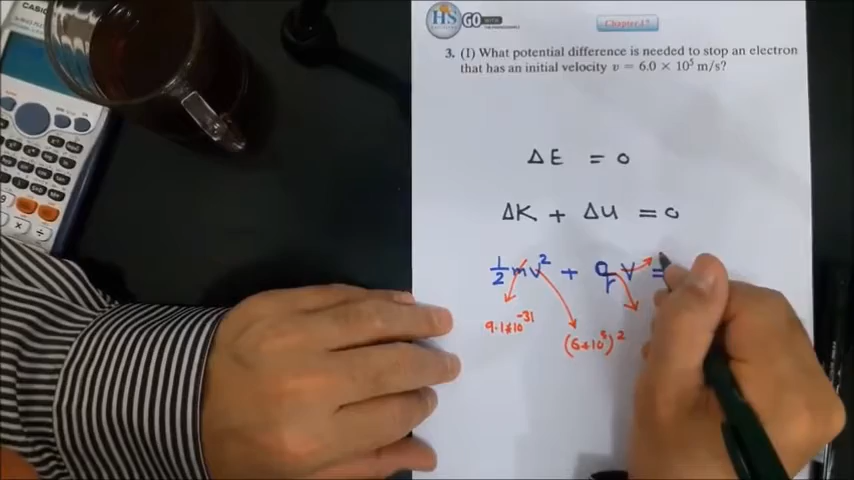 CASIO
HS
GO
Chapter 17
3. (I) What potential difference is needed to stop an electron
that has an initial velocity v = 6.0 × 10⁵ m/s?
ΔE = 0
ΔK + ΔU = 0
½mv² + qV =
9.1*10⁻³¹
(6*10⁵)²